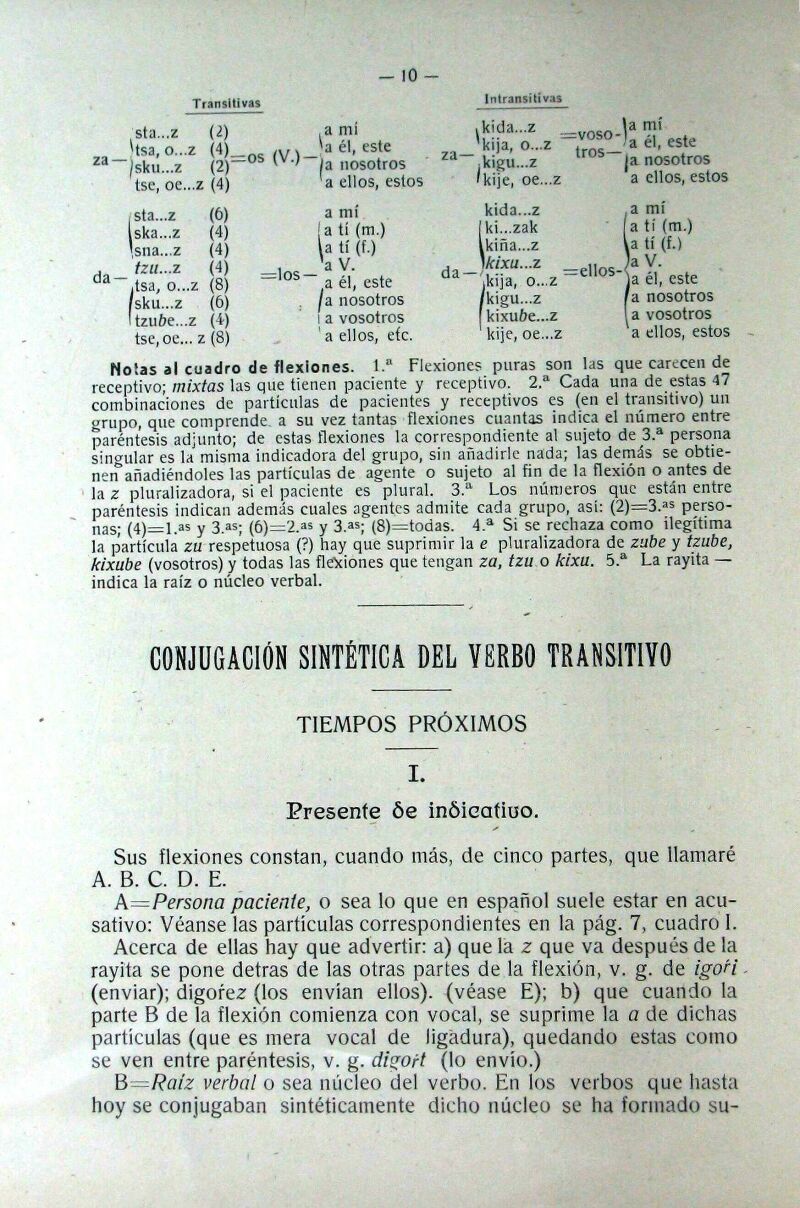 — 10 —
Transitivas
Intransitivas
sta...z (2) a mí
tsa, o...z (4) a él, este
za— =os (V.)—
sku...z (2) a nosotros
tse, oe...z (4) a ellos, estos
kida...z a mí
kija, o...z a él, este
za— =vosotros—
kigu...z a nosotros
kije, oe...z a ellos, estos
sta...z (6) a mí
ska...z (4) a tí (m.)
sna...z (4) a tí (f.)
tzu...z (4) a V.
da— =los—
tsa, o...z (8) a él, este
sku...z (6) a nosotros
tzube...z (4) a vosotros
tse, oe... z (8) a ellos, etc.
kida...z a mí
ki...zak a tí (m.)
kiña...z a tí (f.)
kixu...z a V.
da— =ellos-
kija, o...z a él, este
kigu...z a nosotros
kixube...z a vosotros
kije, oe...z a ellos, estos
Notas al cuadro de flexiones. 1.ª Flexiones puras son las que carecen de
receptivo; mixtas las que tienen paciente y receptivo. 2.ª Cada una de estas 47
combinaciones de partículas de pacientes y receptivos es (en el transitivo) un
grupo, que comprende a su vez tantas flexiones cuantas indica el número entre
paréntesis adjunto; de estas flexiones la correspondiente al sujeto de 3.ª persona
singular es la misma indicadora del grupo, sin añadirle nada; las demás se obtie-
nen añadiéndoles las partículas de agente o sujeto al fin de la flexión o antes de
la z pluralizadora, si el paciente es plural. 3.ª Los números que están entre
paréntesis indican además cuales agentes admite cada grupo, así: (2)=3.as perso-
nas; (4)=1.as y 3.as; (6)=2.as y 3.as; (8)=todas. 4.ª Si se rechaza como ilegítima
la partícula zu respetuosa (?) hay que suprimir la e pluralizadora de zube y tzube,
kixube (vosotros) y todas las flexiones que tengan za, tzu o kixu. 5.ª La rayita —
indica la raíz o núcleo verbal.
CONJUGACIÓN SINTÉTICA DEL VERBO TRANSITIVO
TIEMPOS PRÓXIMOS
I.
Presente de indicativo.
Sus flexiones constan, cuando más, de cinco partes, que llamaré
A. B. C. D. E.
A=Persona paciente, o sea lo que en español suele estar en acu-
sativo: Véanse las partículas correspondientes en la pág. 7, cuadro I.
Acerca de ellas hay que advertir: a) que la z que va después de la
rayita se pone detras de las otras partes de la flexión, v. g. de igoŕi
(enviar); digoŕez (los envían ellos). (véase E); b) que cuando la
parte B de la flexión comienza con vocal, se suprime la a de dichas
partículas (que es mera vocal de ligadura), quedando estas como
se ven entre paréntesis, v. g. digoŕt (lo envío.)
B=Raíz verbal o sea núcleo del verbo. En los verbos que hasta
hoy se conjugaban sintéticamente dicho núcleo se ha formado su-